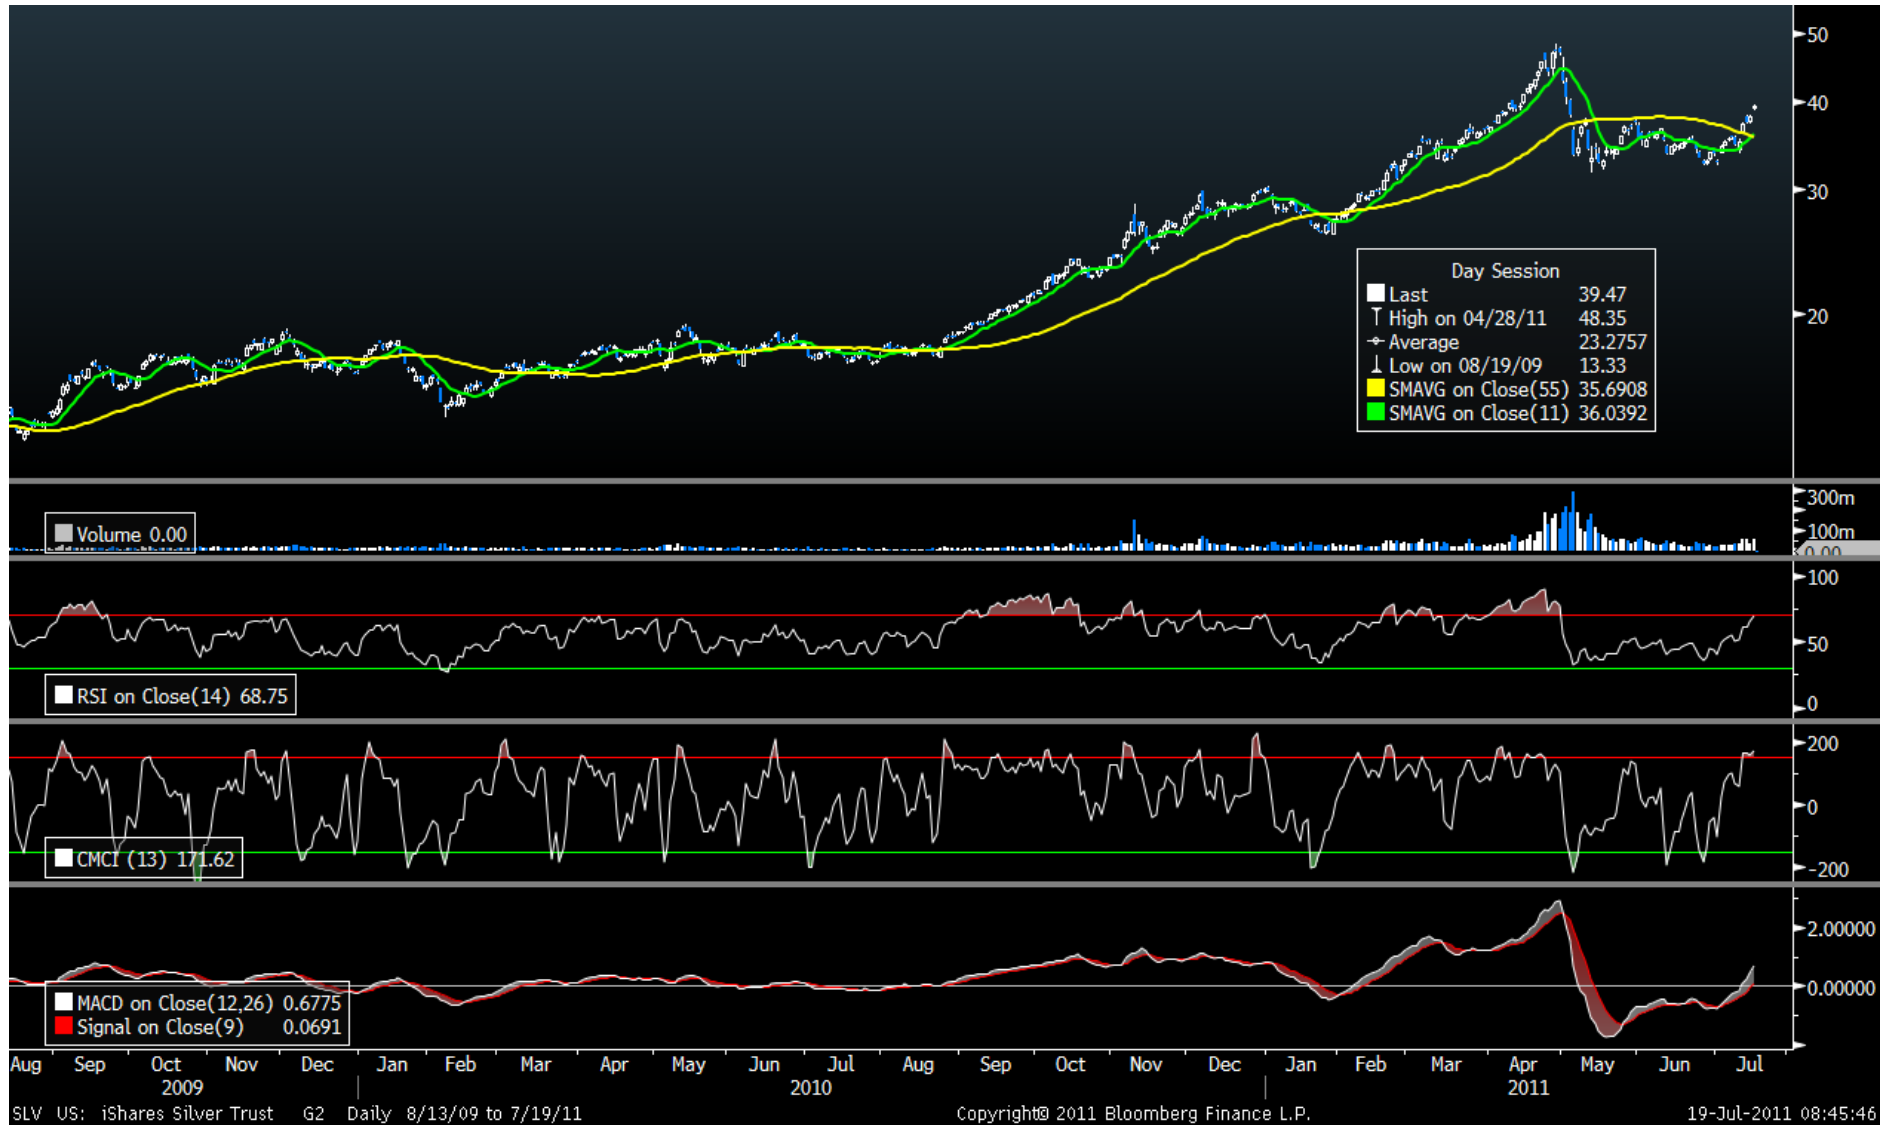 50
40
30
20
Day Session
Last 39.47
High on 04/28/11 48.35
Average 23.2757
Low on 08/19/09 13.33
SMAVG on Close(55) 35.6908
SMAVG on Close(11) 36.0392
300m
100m
0.00
Volume 0.00
100
50
0
RSI on Close(14) 68.75
200
0
-200
CMCI (13) 171.62
2.00000
0.00000
MACD on Close(12,26) 0.6775
Signal on Close(9) 0.0691
Aug Sep Oct Nov Dec Jan Feb Mar Apr May Jun Jul Aug Sep Oct Nov Dec Jan Feb Mar Apr May Jun Jul
2009 2010 2011
SLV US: iShares Silver Trust G2 Daily 8/13/09 to 7/19/11 Copyright© 2011 Bloomberg Finance L.P. 19-Jul-2011 08:45:46